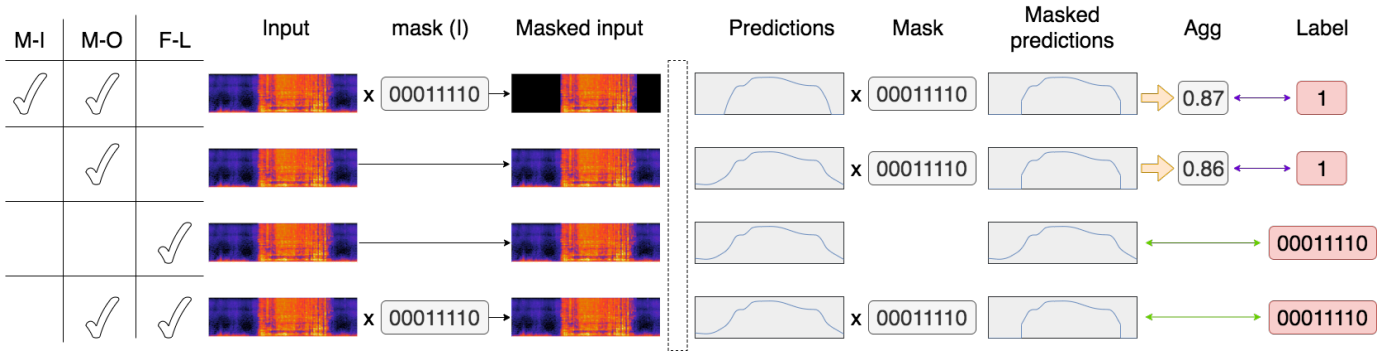 M-I M-O F-L Input mask (I) Masked input Predictions Mask Masked predictions Agg Label
x 00011110 x 00011110 0.87 1
x 00011110 0.86 1
00011110
x 00011110 x 00011110 00011110